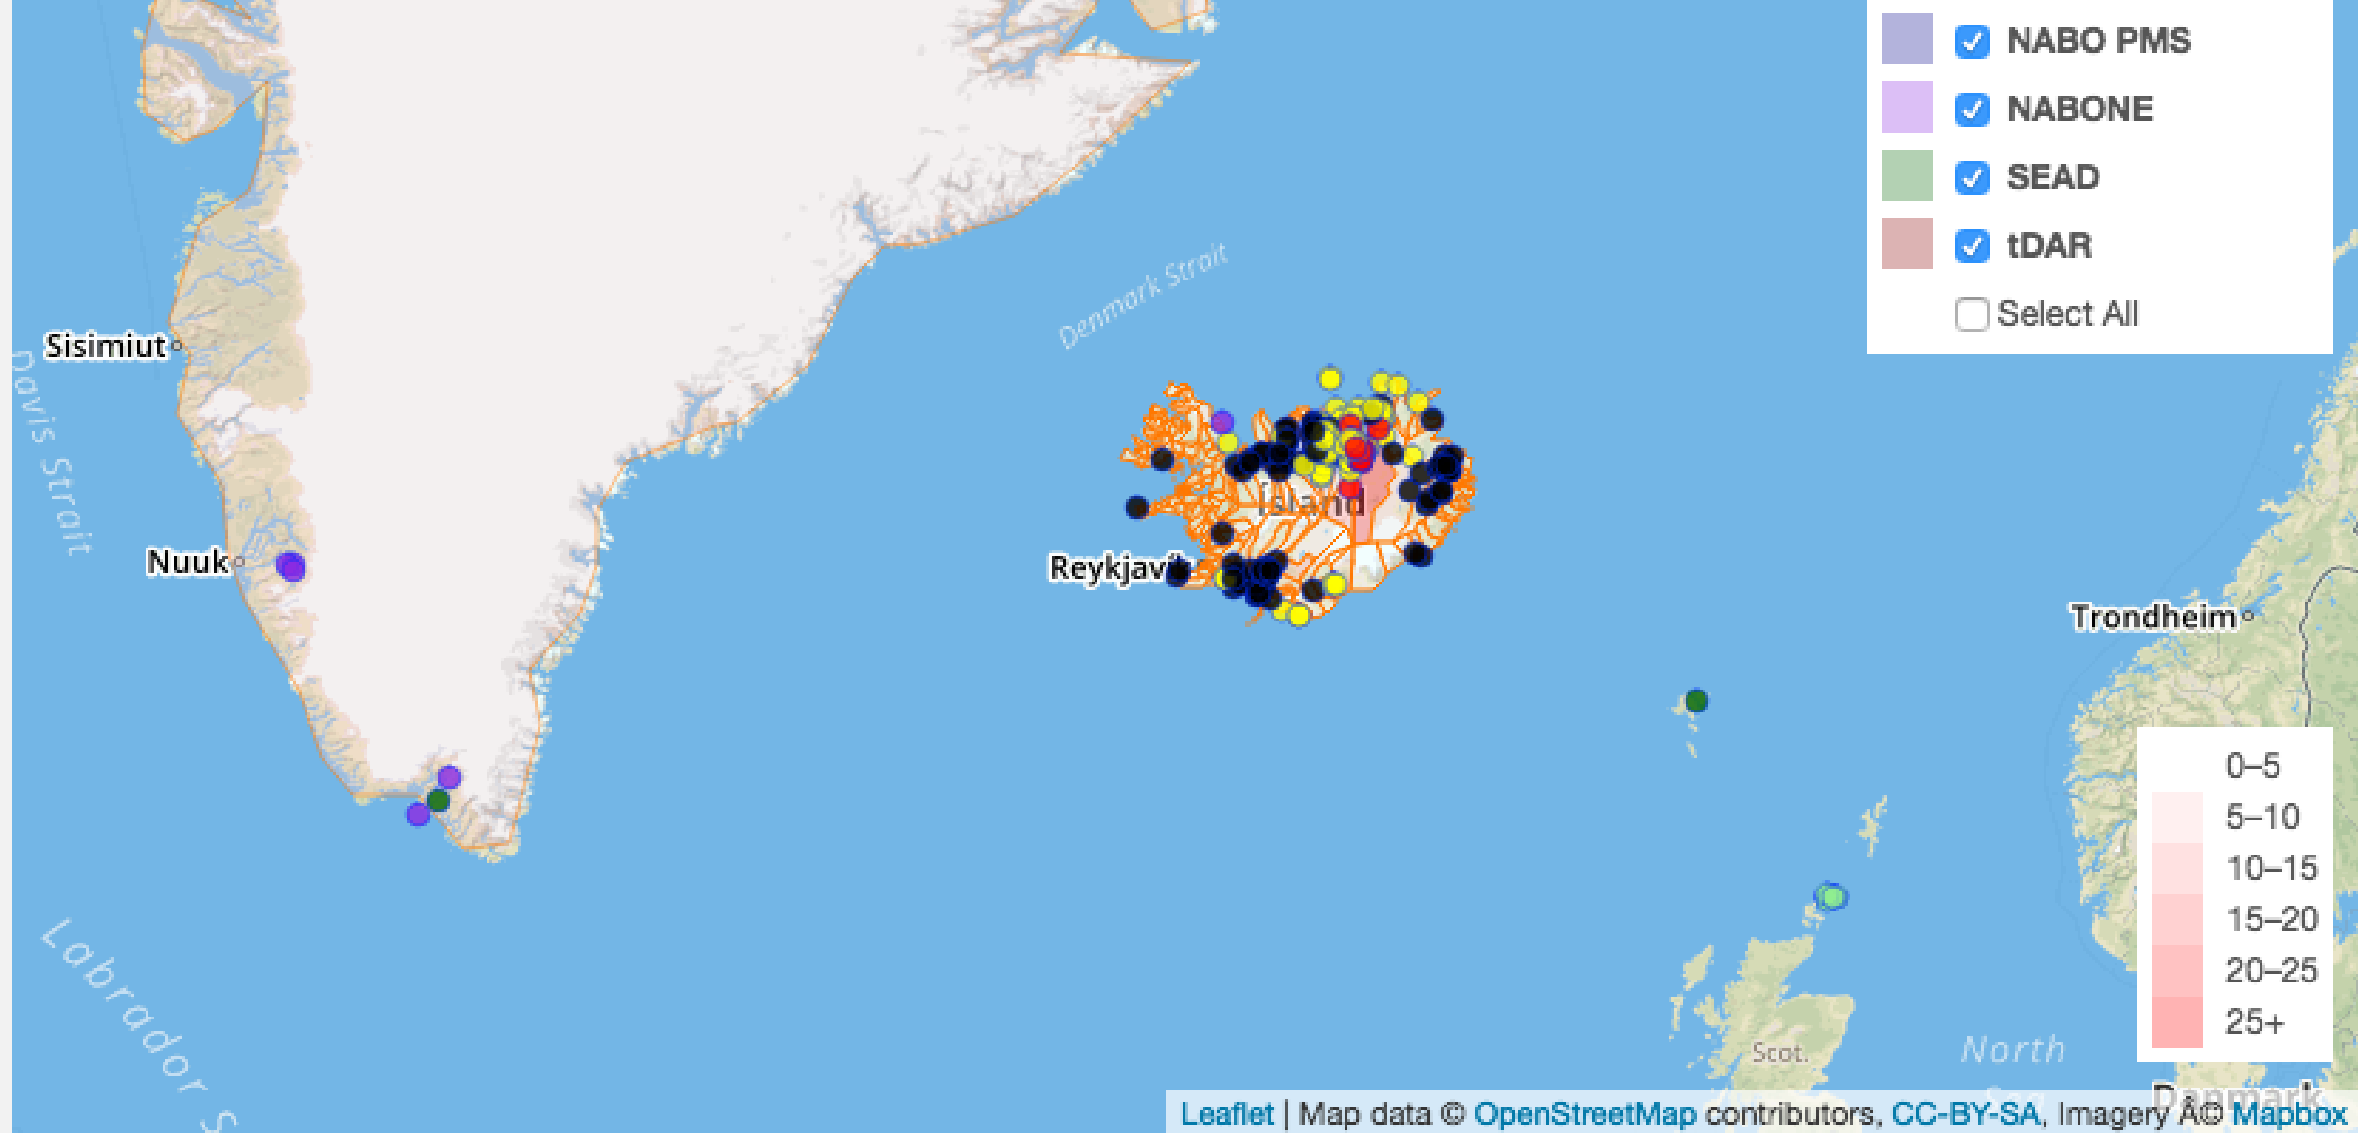 NABO PMS
NABONE
SEAD
tDAR
Select All
Denmark Strait
Sisimiut
Davis Strait
Ísland
Nuuk
Reykjavík
Trondheim
0–5
5–10
10–15
15–20
20–25
25+
Labrador S
Scot.
North
Danmark
Leaflet | Map data © OpenStreetMap contributors, CC-BY-SA, Imagery Â© Mapbox